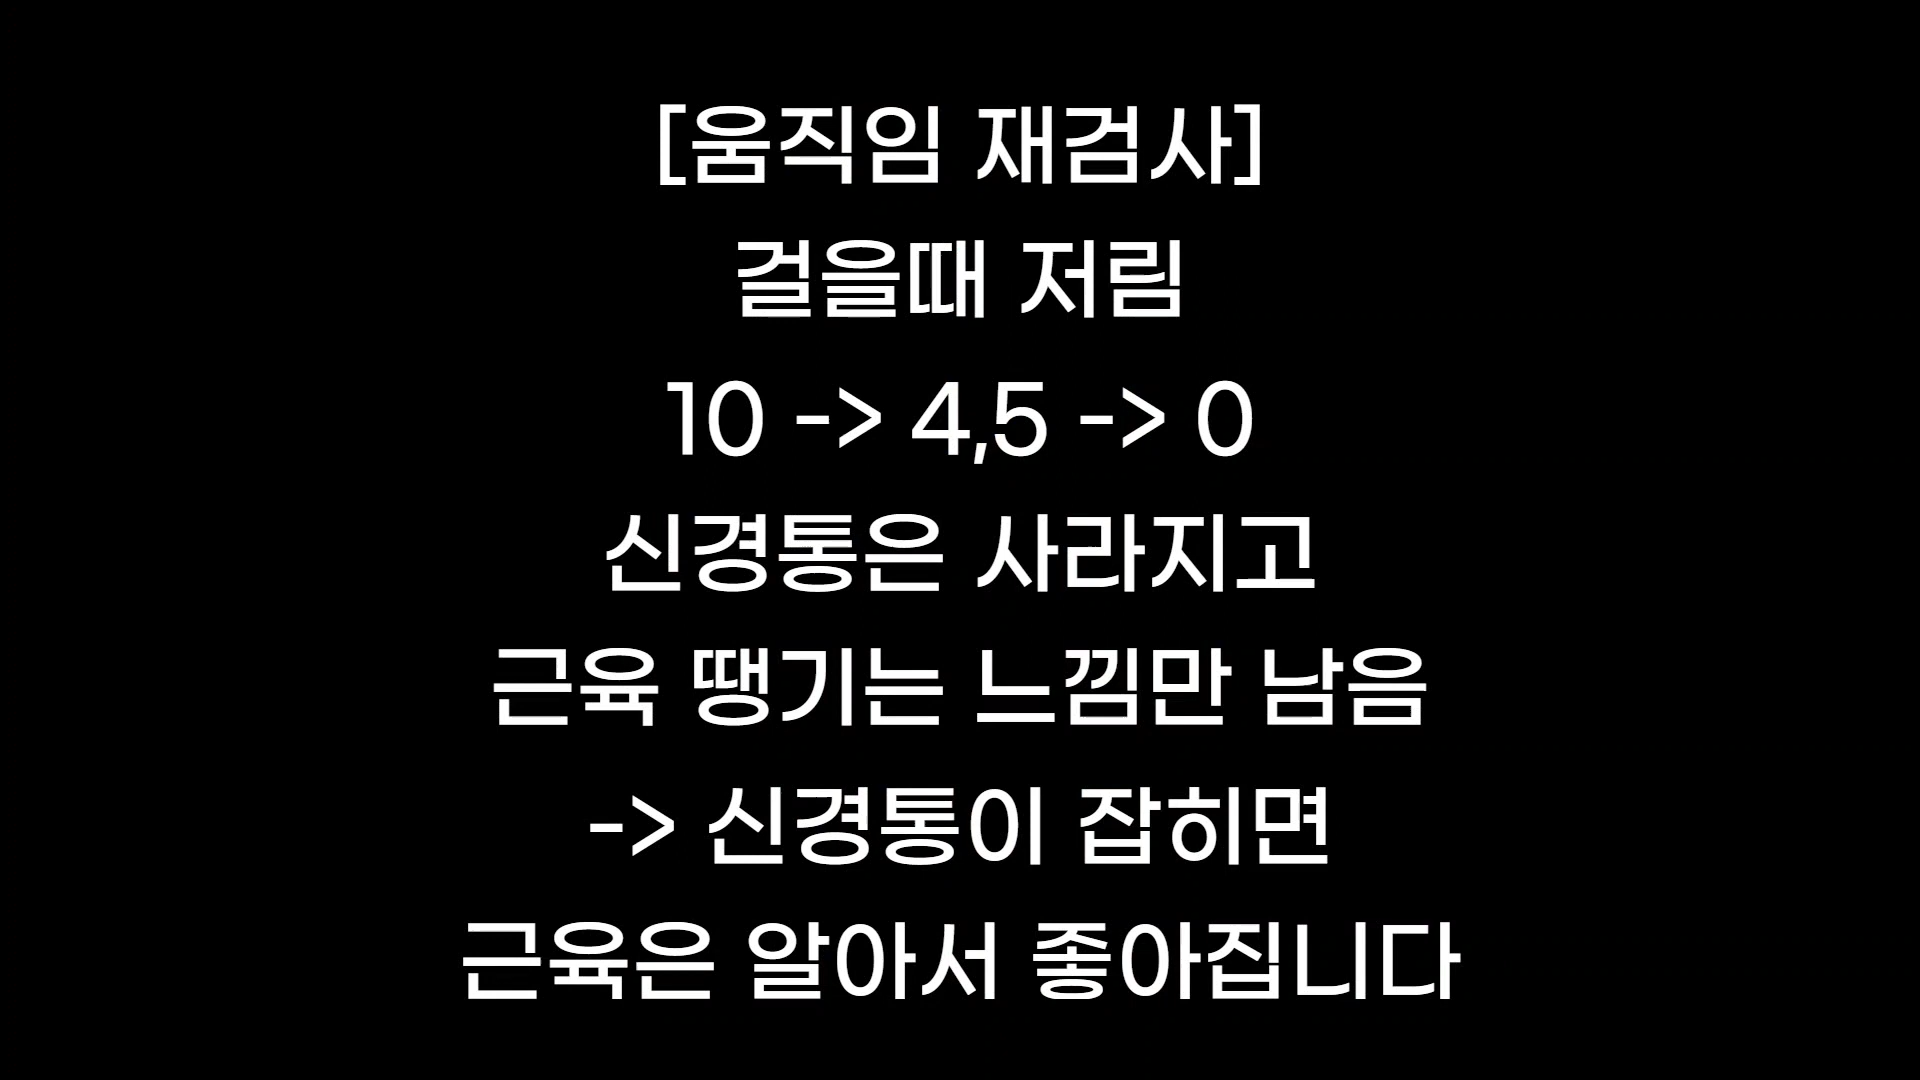 [움직임 재검사]
걸을때 저림
10 -> 4,5 -> 0
신경통은 사라지고
근육 땡기는 느낌만 남음
-> 신경통이 잡히면
근육은 알아서 좋아집니다